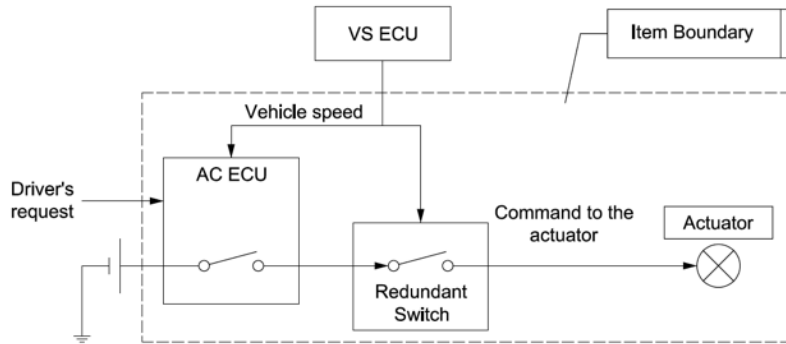 VS ECU
Item Boundary
Vehicle speed
AC ECU
Driver's
request
Command to the
actuator
Actuator
Redundant
Switch